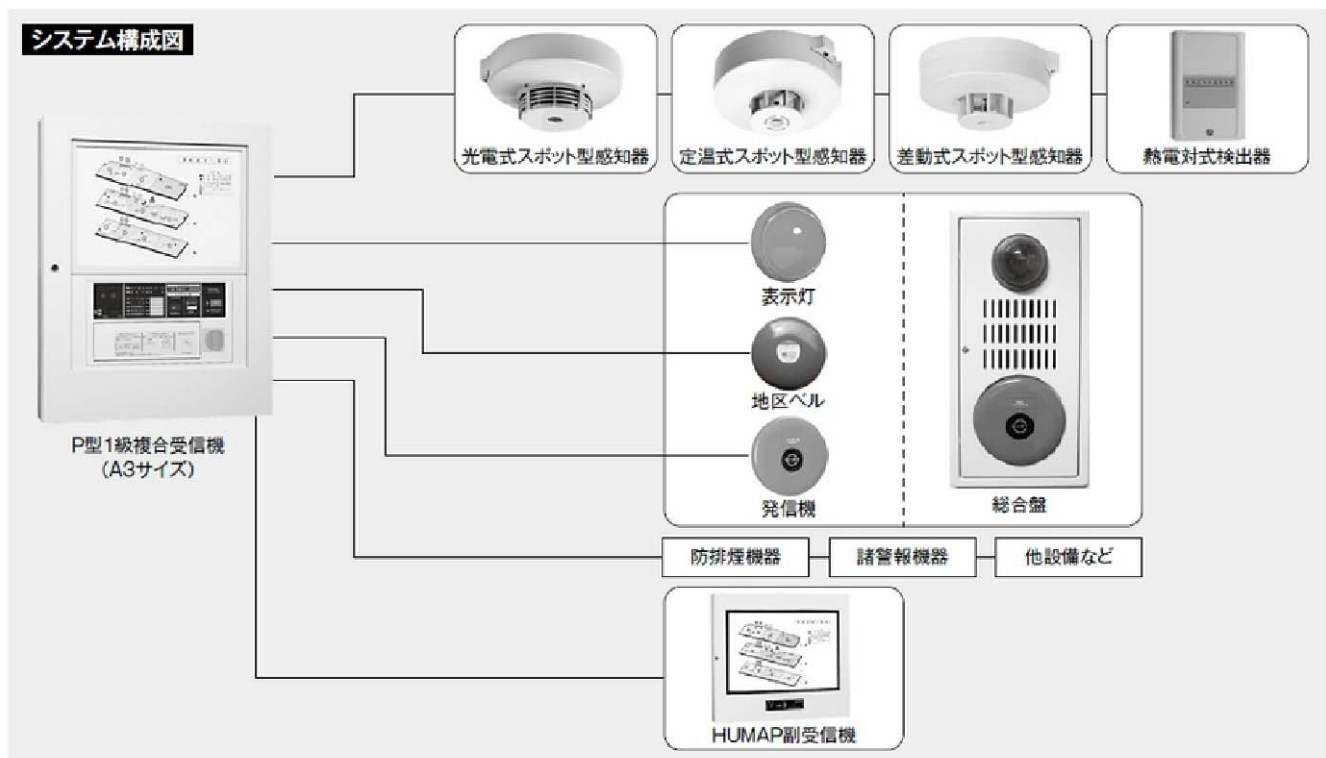 システム構成図
光電式スポット型感知器
定温式スポット型感知器
差動式スポット型感知器
熱電対式検出器
P型1級複合受信機
(A3サイズ)
表示灯
地区ベル
発信機
総合盤
防排煙機器
諸警報機器
他設備など
HUMAP副受信機